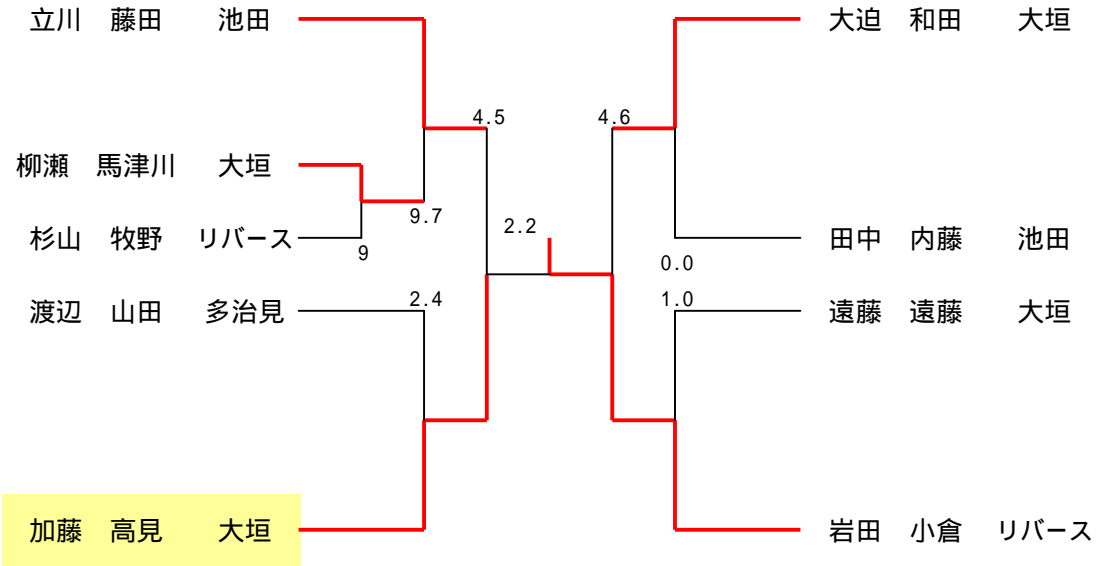 立川 藤田 池田
大迫 和田 大垣
4.5
4.6
柳瀬 馬津川 大垣
9.7
2.2
杉山 牧野 リバース
9
田中 内藤 池田
0.0
渡辺 山田 多治見
2.4
1.0
遠藤 遠藤 大垣
加藤 高見 大垣
岩田 小倉 リバース